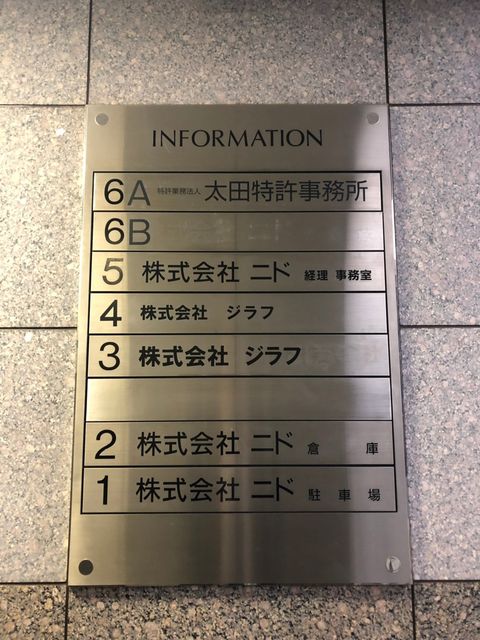 INFORMATION
6A 特許業務法人 太田特許事務所
6B
5 株式会社 ニド 経理 事務室
4 株式会社 ジラフ
3 株式会社 ジラフ
2 株式会社 ニド 倉庫
1 株式会社 ニド 駐車場